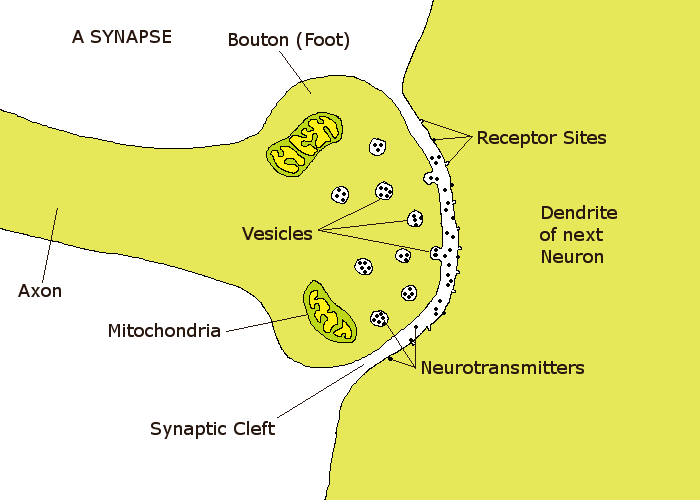 A SYNAPSE
Bouton (Foot)
Receptor Sites
Vesicles
Dendrite
of next
Neuron
Axon
Mitochondria
Neurotransmitters
Synaptic Cleft